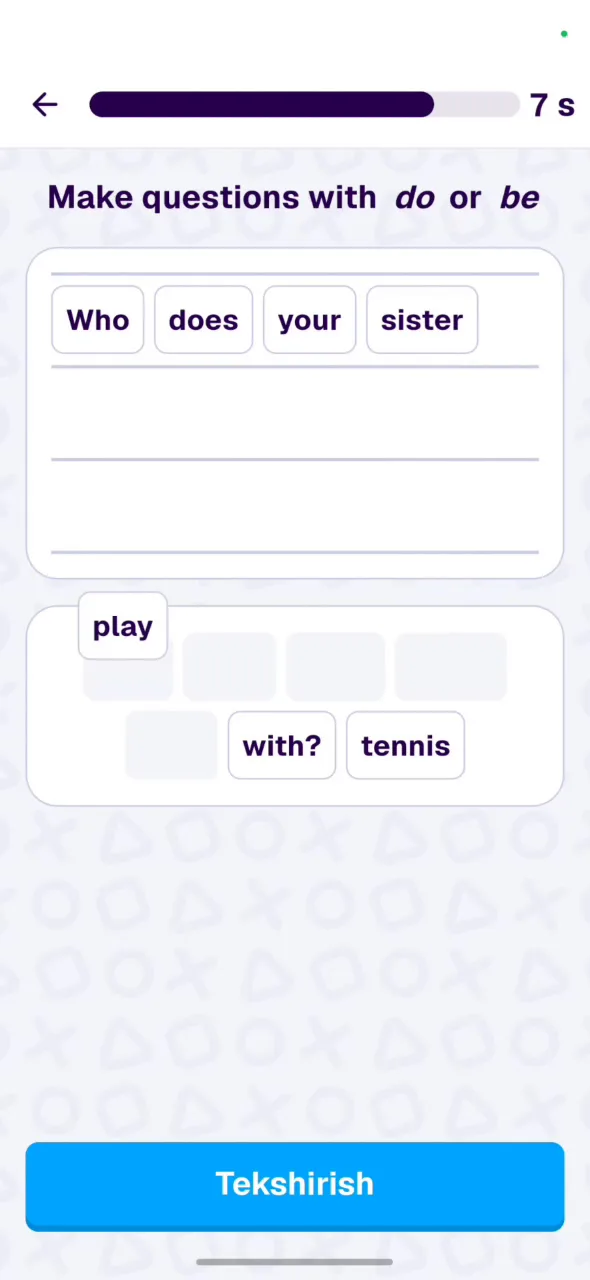 7 s
Make questions with do or be
Who does your sister
play
with? tennis
Tekshirish